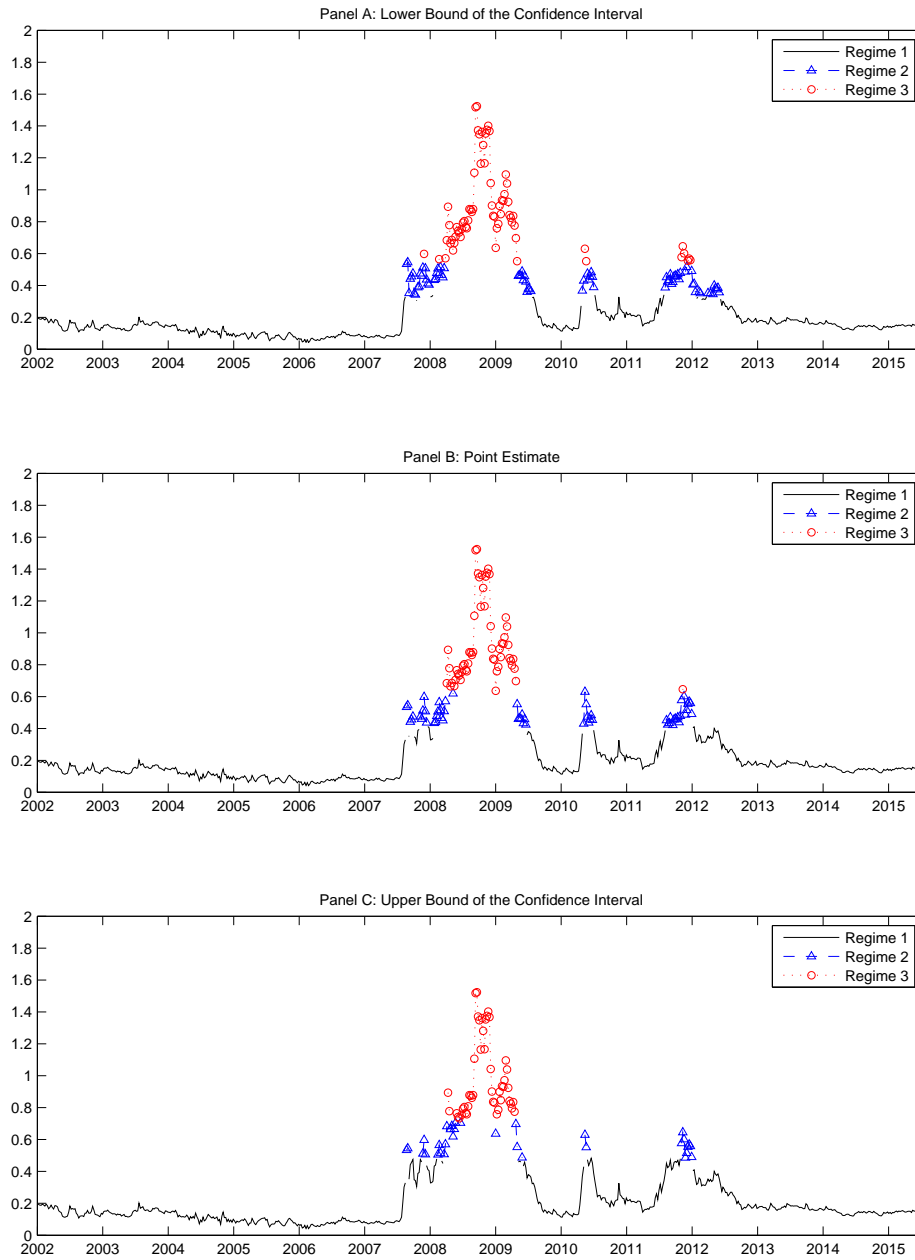 Panel A: Lower Bound of the Confidence Interval
2
1.8
1.6
1.4
1.2
1
0.8
0.6
0.4
0.2
0
2002 2003 2004 2005 2006 2007 2008 2009 2010 2011 2012 2013 2014 2015
Regime 1
Regime 2
Regime 3
Panel B: Point Estimate
2
1.8
1.6
1.4
1.2
1
0.8
0.6
0.4
0.2
0
2002 2003 2004 2005 2006 2007 2008 2009 2010 2011 2012 2013 2014 2015
Regime 1
Regime 2
Regime 3
Panel C: Upper Bound of the Confidence Interval
2
1.8
1.6
1.4
1.2
1
0.8
0.6
0.4
0.2
0
2002 2003 2004 2005 2006 2007 2008 2009 2010 2011 2012 2013 2014 2015
Regime 1
Regime 2
Regime 3